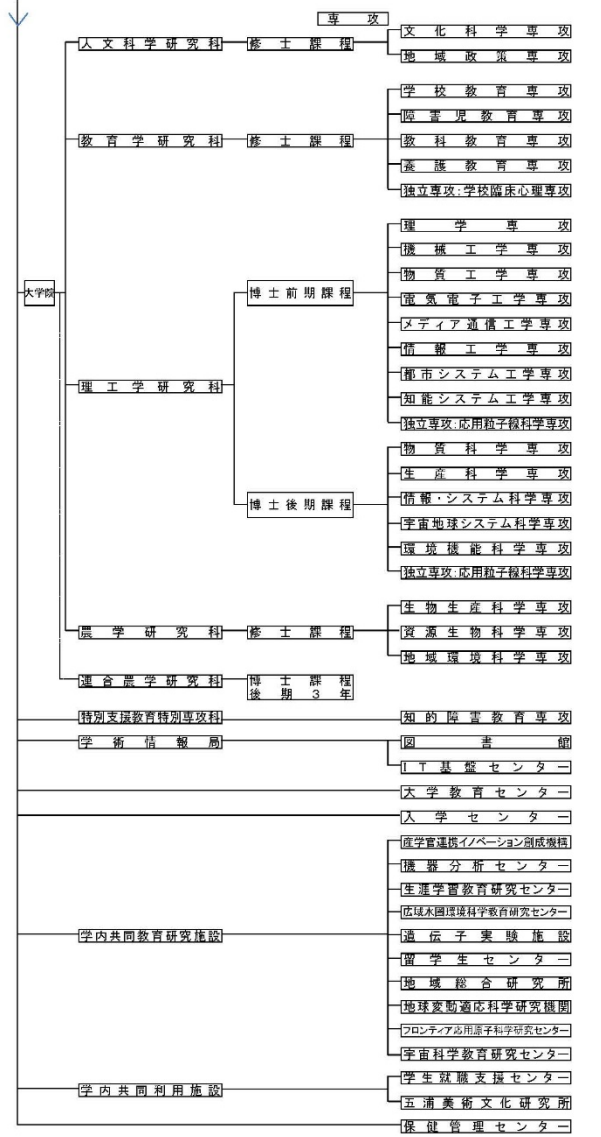 専攻
人文科学研究科
修士課程
文化科学専攻
地域政策専攻
教育学研究科
修士課程
学校教育専攻
障害児教育専攻
教科教育専攻
養護教育専攻
独立専攻:学校臨床心理専攻
大学院
理工学研究科
博士前期課程
理学専攻
機械工学専攻
物質工学専攻
電気電子工学専攻
メディア通信工学専攻
情報工学専攻
都市システム工学専攻
知能システム工学専攻
独立専攻:応用粒子線科学専攻
博士後期課程
物質科学専攻
生産科学専攻
情報・システム科学専攻
宇宙地球システム科学専攻
環境機能科学専攻
独立専攻:応用粒子線科学専攻
農学研究科
修士課程
生物生産科学専攻
資源生物科学専攻
地域環境科学専攻
連合農学研究科
博士課程
後期3年
特別支援教育特別専攻科
知的障害教育専攻
学術情報局
図書館
IT基盤センター
大学教育センター
入学センター
学内共同教育研究施設
産学官連携イノベーション創成機構
機器分析センター
生涯学習教育研究センター
広域水圏環境科学教育研究センター
遺伝子実験施設
留学生センター
地域総合研究所
地球変動適応科学研究機関
フロンティア応用原子科学研究センター
宇宙科学教育研究センター
学内共同利用施設
学生就職支援センター
五浦美術文化研究所
保健管理センター